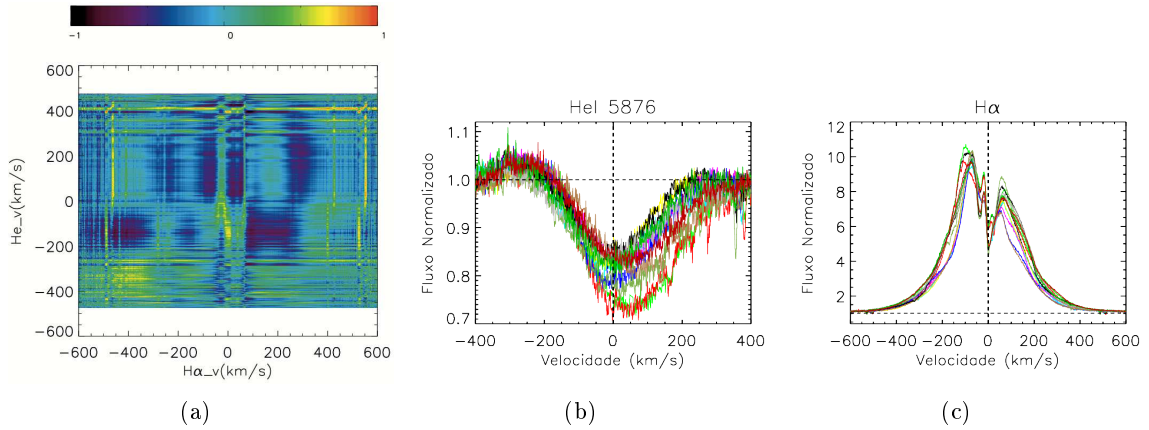 −1 0 1
600
400
200
0
−200
−400
−600
He_v(km/s)
−600 −400 −200 0 200 400 600
Hα_v(km/s)
(a)
HeI 5876
1.1
1.0
0.9
0.8
0.7
Fluxo Normalizado
−400 −200 0 200 400
Velocidade (km/s)
(b)
Hα
12
10
8
6
4
2
Fluxo Normalizado
−600 −400 −200 0 200 400 600
Velocidade (km/s)
(c)